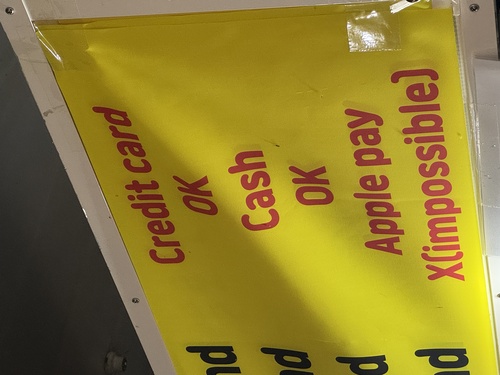 Credit card
OK
Cash
OK
Apple pay
X(impossible)